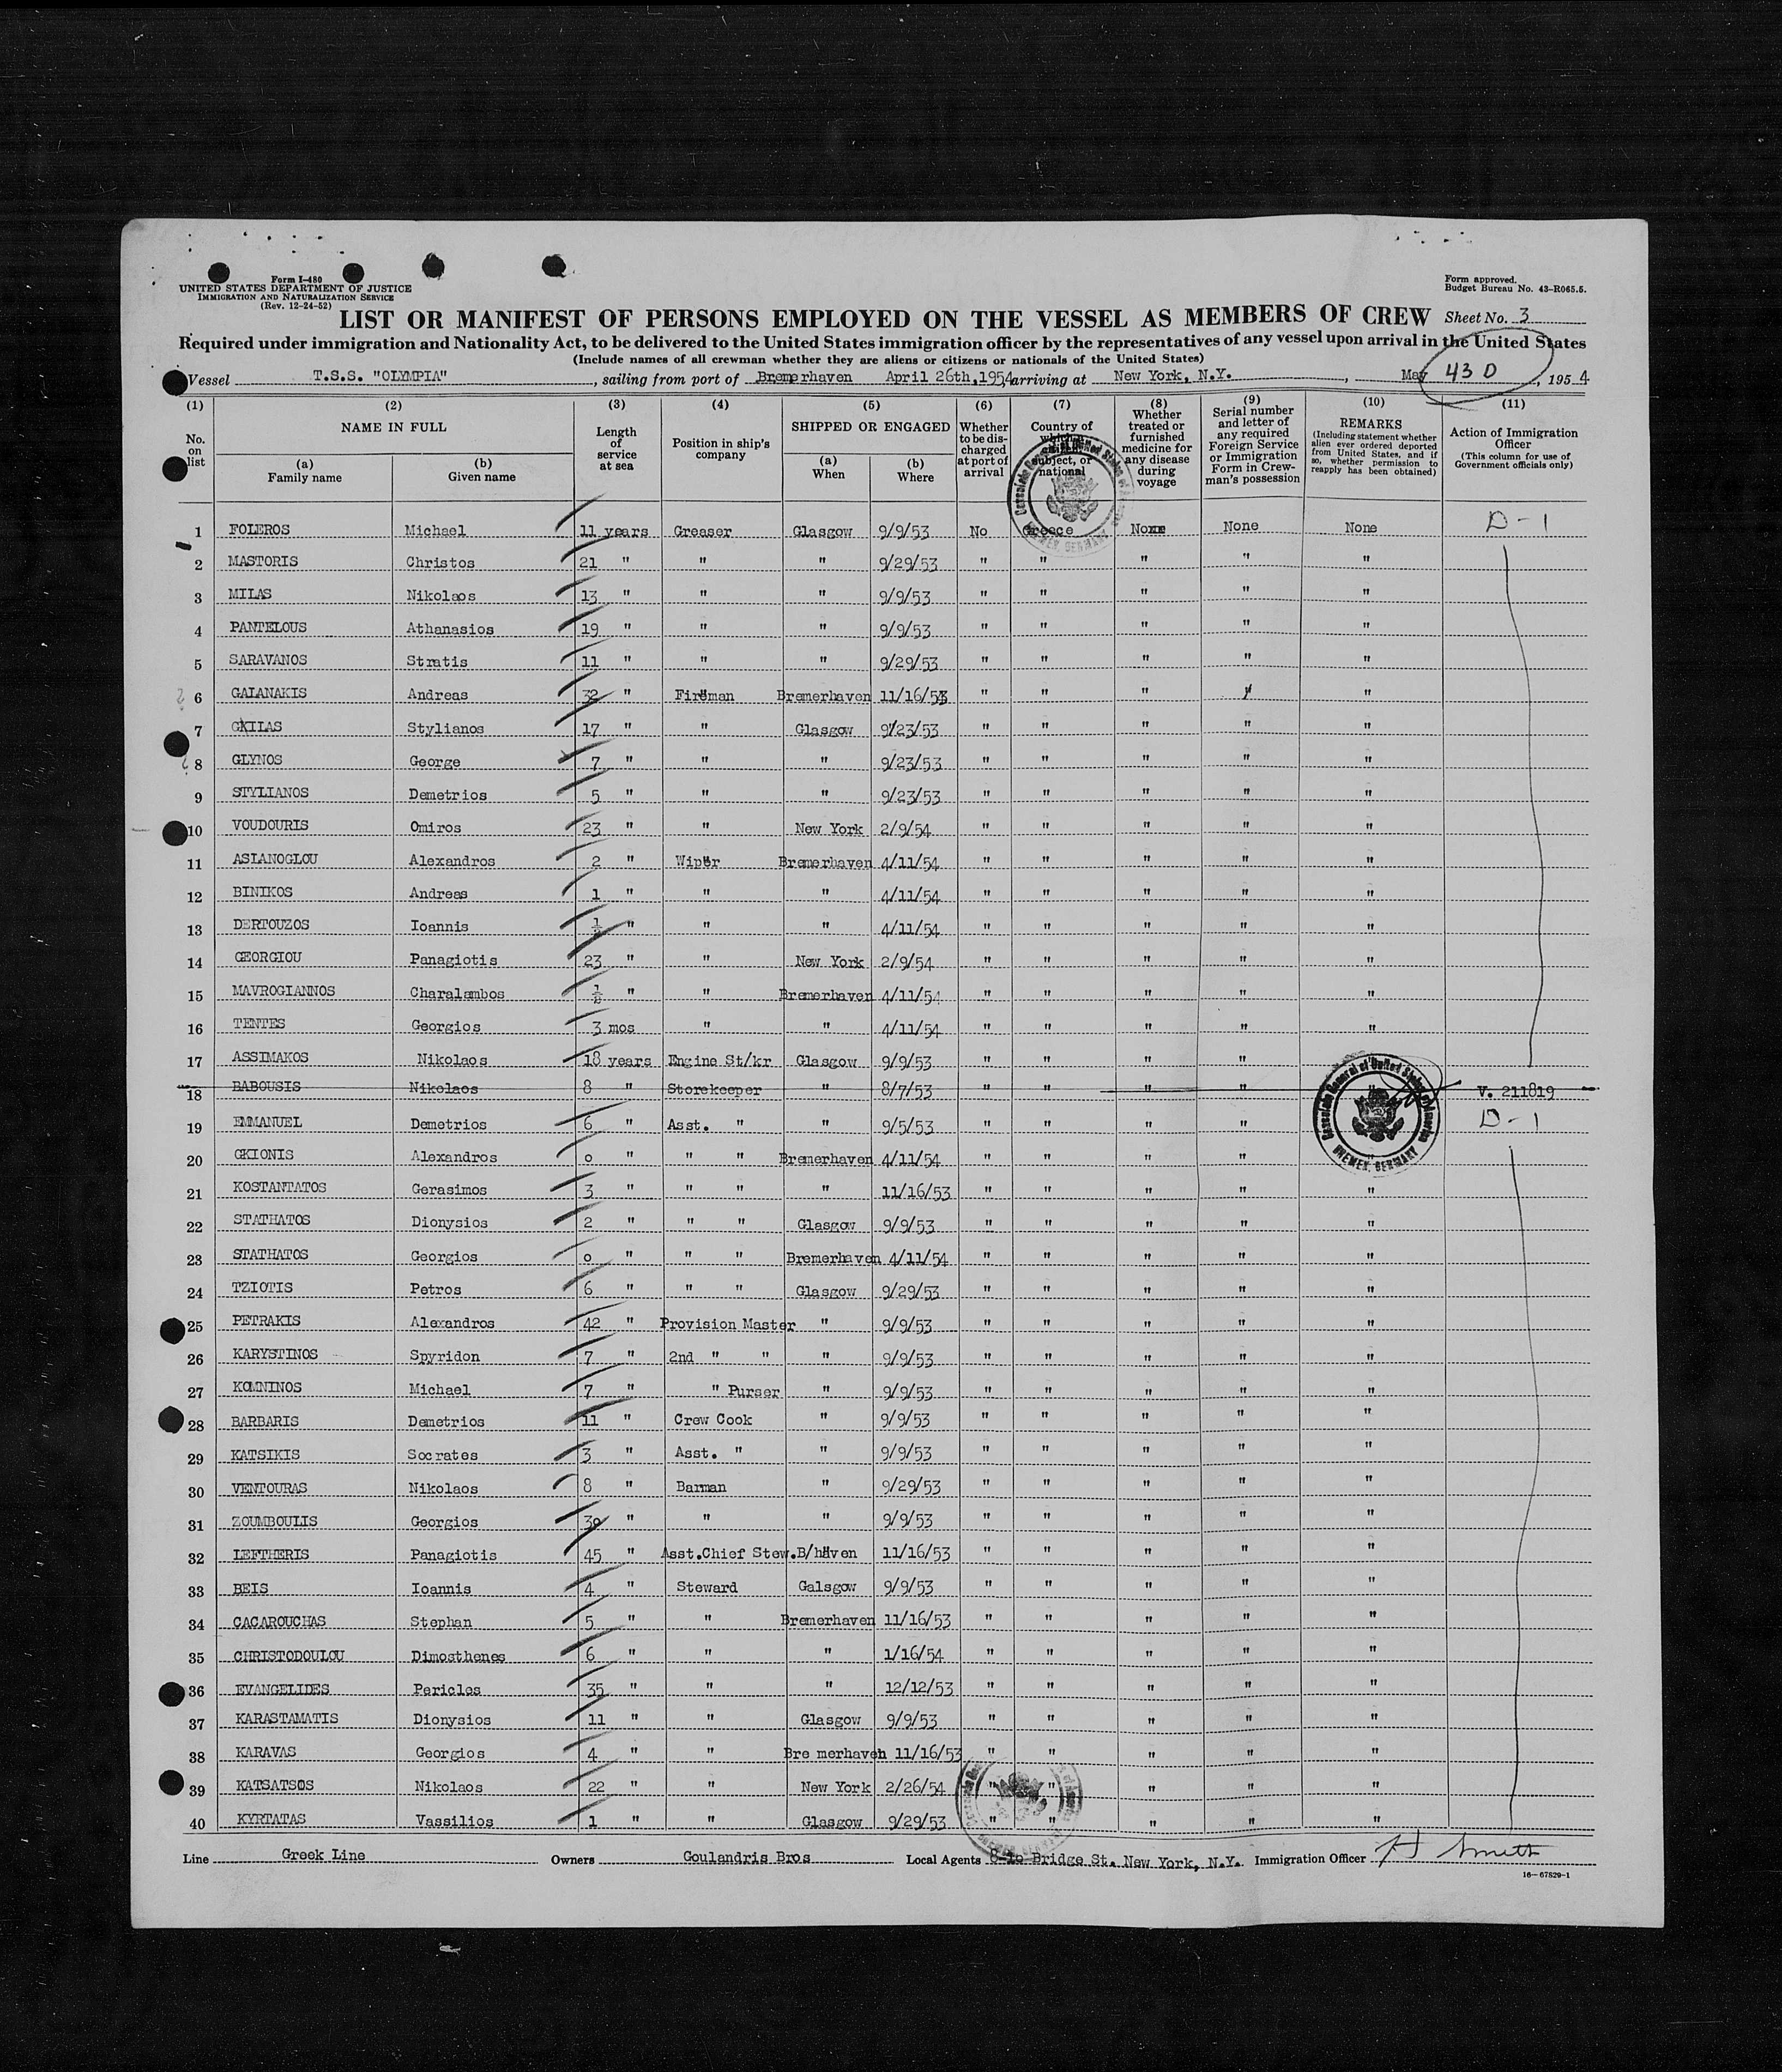 Form I-480
UNITED STATES DEPARTMENT OF JUSTICE
IMMIGRATION AND NATURALIZATION SERVICE
(Rev. 12-24-52)
Form approved.
Budget Bureau No. 43-R065.5.
LIST OR MANIFEST OF PERSONS EMPLOYED ON THE VESSEL AS MEMBERS OF CREW Sheet No. 3
Required under immigration and Nationality Act, to be delivered to the United States immigration officer by the representatives of any vessel upon arrival in the United States
(Include names of all crewman whether they are aliens or citizens or nationals of the United States)
Vessel T.S.S. "OLYMPIA", sailing from port of Bremerhaven April 26th,1954 arriving at New York, N.Y., May 43 D, 1954
(1) No. on list
(2) NAME IN FULL (a) Family name (b) Given name
(3) Length of service at sea
(4) Position in ship's company
(5) SHIPPED OR ENGAGED (a) When (b) Where
(6) Whether to be discharged at port of arrival
(7) Country of which citizen, subject, or national
(8) Whether treated or furnished medicine for any disease during voyage
(9) Serial number and letter of any required Foreign Service or Immigration Form in Crewman's possession
(10) REMARKS (Including statement whether alien ever ordered deported from United States, and if so, whether permission to reapply has been obtained)
(11) Action of Immigration Officer (This column for use of Government officials only)
1 FOLEROS Michael 11 years Greaser Glasgow 9/9/53 No Greece None None None D-1
2 MASTORIS Christos 21 " " " 9/29/53 " " " " "
3 MILAS Nikolaos 13 " " " 9/9/53 " " " " "
4 PANTELOUS Athanasios 19 " " " 9/9/53 " " " " "
5 SARAVANOS Stratis 11 " " " 9/29/53 " " " " "
6 GALANAKIS Andreas 32 " Fireman Bremerhaven 11/16/53 " " " " "
7 GKILAS Stylianos 17 " " Glasgow 9/23/53 " " " " "
8 GLYNOS George 7 " " " 9/23/53 " " " " "
9 STYLIANOS Demetrios 5 " " " 9/23/53 " " " " "
10 VOUDOURIS Omiros 23 " " New York 2/9/54 " " " " "
11 ASLANOGLOU Alexandros 2 " Wiper Bremerhaven 4/11/54 " " " " "
12 BINIKOS Andreas 1 " " " 4/11/54 " " " " "
13 DERTOUZOS Ioannis ½ " " " 4/11/54 " " " " "
14 GEORGIOU Panagiotis 23 " " New York 2/9/54 " " " " "
15 MAVROGIANNOS Charalambos ½ " " Bremerhaven 4/11/54 " " " " "
16 TENTES Georgios 3 mos " " 4/11/54 " " " " "
17 ASSIMAKOS Nikolaos 18 years Engine St/kr Glasgow 9/9/53 " " " "
18 BABOUSIS Nikolaos 8 " Storekeeper " 8/7/53 " " " " V. 211819
19 EMMANUEL Demetrios 6 " Asst. " " 9/5/53 " " " " D-1
20 GKIONIS Alexandros 0 " " " Bremerhaven 4/11/54 " " " " "
21 KOSTANTATOS Gerasimos 3 " " " " 11/16/53 " " " " "
22 STATHATOS Dionysios 2 " " " Glasgow 9/9/53 " " " " "
23 STATHATOS Georgios 0 " " " Bremerhaven 4/11/54 " " " " "
24 TZIOTIS Petros 6 " " " Glasgow 9/29/53 " " " " "
25 PETRAKIS Alexandros 42 " Provision Master " 9/9/53 " " " " "
26 KARYSTINOS Spyridon 7 " 2nd " " " 9/9/53 " " " " "
27 KOMNINOS Michael 7 " " Purser " 9/9/53 " " " " "
28 BARBARIS Demetrios 11 " Crew Cook " 9/9/53 " " " " "
29 KATSIKIS Socrates 3 " Asst. " " 9/9/53 " " " " "
30 VENTOURAS Nikolaos 8 " Barman " 9/29/53 " " " " "
31 ZOUMBOULIS Georgios 30 " " " 9/9/53 " " " " "
32 LEFTHERIS Panagiotis 45 " Asst.Chief Stew. B/haven 11/16/53 " " " " "
33 BEIS Ioannis 4 " Steward Galsgow 9/9/53 " " " " "
34 CACAROUCHAS Stephan 5 " " Bremerhaven 11/16/53 " " " " "
35 CHRISTODOULOU Dimosthenes 6 " " " 1/16/54 " " " " "
36 EVANGELIDES Pericles 35 " " " 12/12/53 " " " " "
37 KARASTAMATIS Dionysios 11 " " Glasgow 9/9/53 " " " " "
38 KARAVAS Georgios 4 " " Bre merhaven 11/16/53 " " " " "
39 KATSATSOS Nikolaos 22 " " New York 2/26/54 " " " " "
40 KYRTATAS Vassilios 1 " " Glasgow 9/29/53 " " " " "
Line Greek Line Owners Goulandris Bros Local Agents 8-10 Bridge St. New York, N.Y. Immigration Officer H Smith
16-67829-1